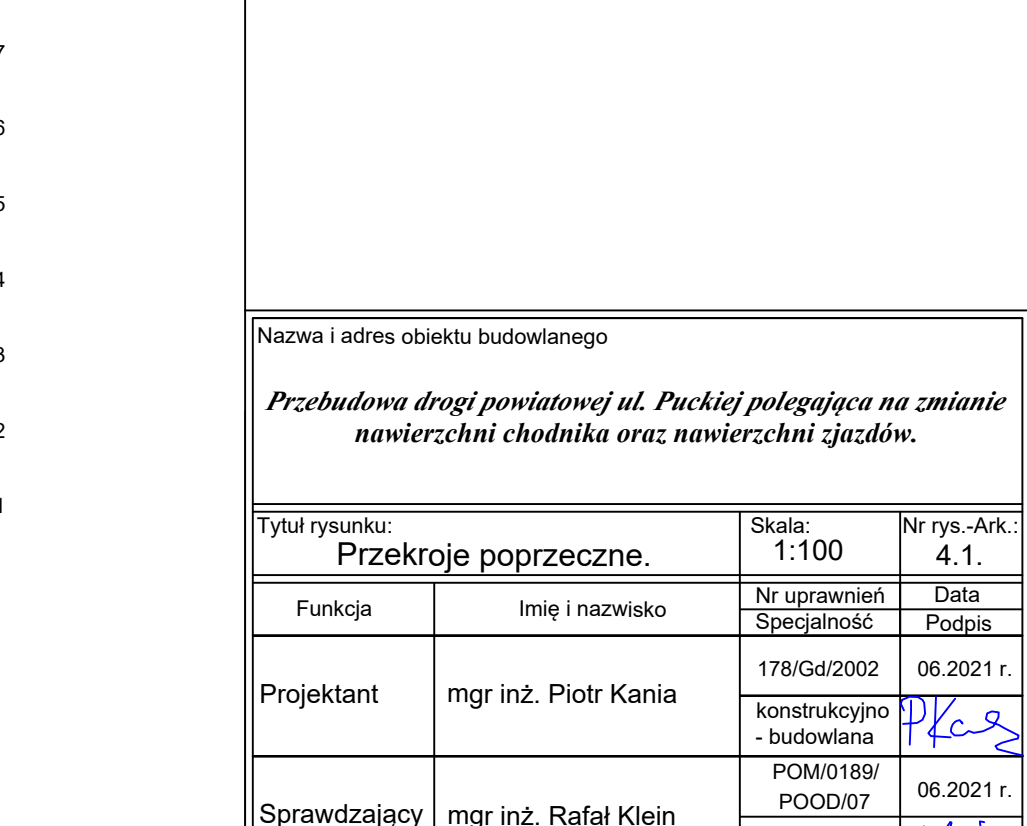 7
6
5
4
3
2
1
Nazwa i adres obiektu budowlanego
Przebudowa drogi powiatowej ul. Puckiej polegająca na zmianie
nawierzchni chodnika oraz nawierzchni zjazdów.
Tytuł rysunku:
Przekroje poprzeczne.
Skala:
1:100
Nr rys.-Ark.:
4.1.
Funkcja
Imię i nazwisko
Nr uprawnień
Specjalność
Data
Podpis
Projektant
mgr inż. Piotr Kania
178/Gd/2002
konstrukcyjno
- budowlana
06.2021 r.
Sprawdzający
mgr inż. Rafał Klein
POM/0189/
POOD/07
06.2021 r.